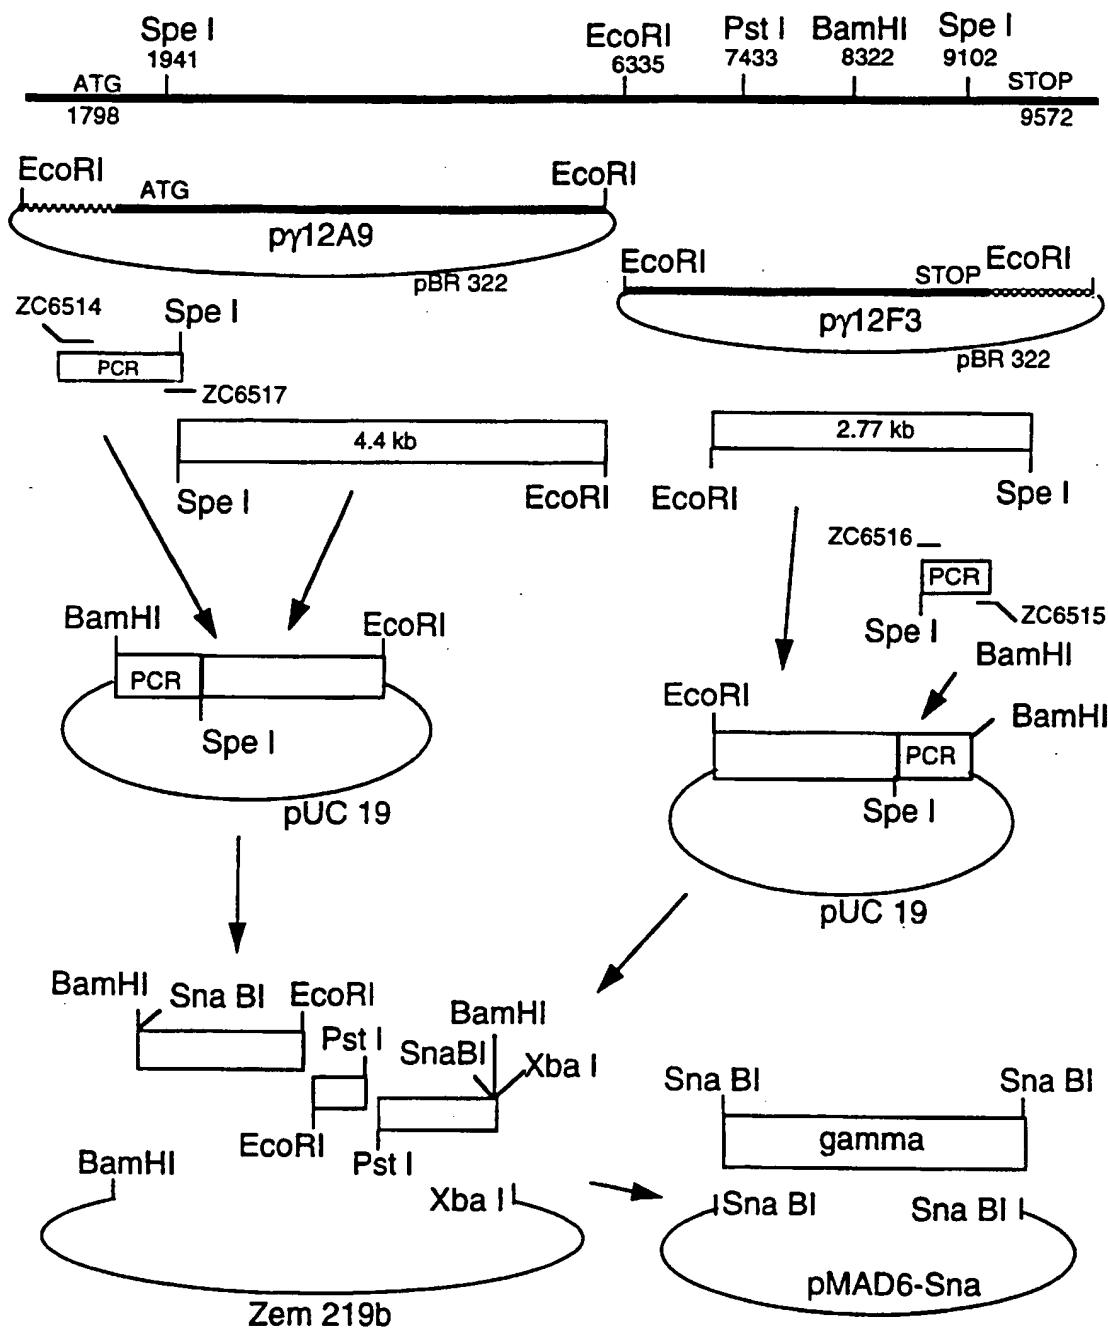 Spe I
1941
EcoRI
6335
Pst I
7433
BamHI
8322
Spe I
9102
ATG
1798
STOP
9572
EcoRI
ATG
EcoRI
pγ12A9
pBR 322
EcoRI
STOP
EcoRI
pγ12F3
pBR 322
ZC6514
Spe I
PCR
ZC6517
4.4 kb
Spe I
EcoRI
2.77 kb
EcoRI
Spe I
ZC6516
PCR
Spe I
ZC6515
BamHI
BamHI
EcoRI
PCR
Spe I
pUC 19
EcoRI
BamHI
PCR
Spe I
pUC 19
BamHI
Sna BI
EcoRI
Pst I
EcoRI
BamHI
SnaBI
Xba I
Pst I
BamHI
Xba I
Zem 219b
Sna BI
Sna BI
gamma
Sna BI
Sna BI
pMAD6-Sna